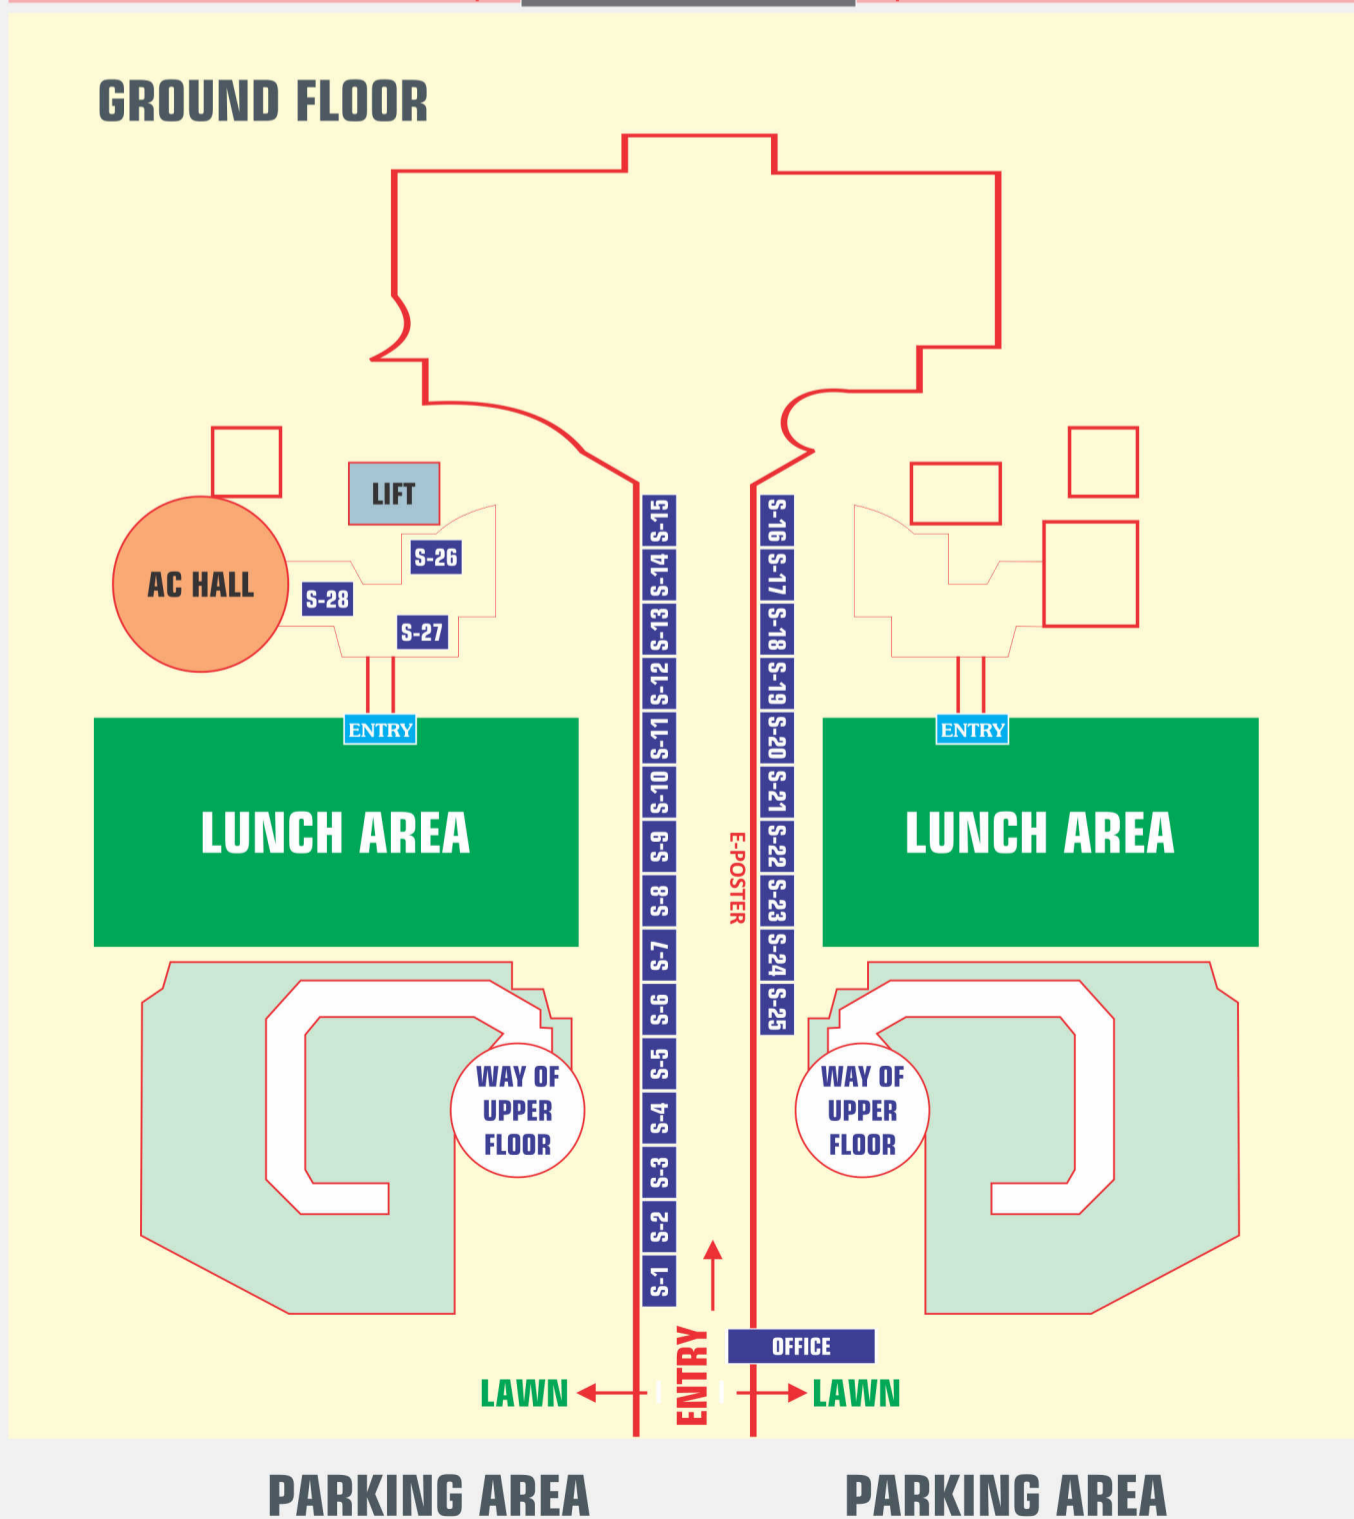 GROUND FLOOR
LIFT
AC HALL
S-26
S-28
S-27
S-15
S-14
S-13
S-12
S-11
S-10
S-9
S-8
S-7
S-6
S-5
S-4
S-3
S-2
S-1
S-16
S-17
S-18
S-19
S-20
S-21
S-22
S-23
S-24
S-25
E-POSTER
ENTRY
LUNCH AREA
ENTRY
LUNCH AREA
WAY OF
UPPER
FLOOR
WAY OF
UPPER
FLOOR
OFFICE
ENTRY
LAWN
LAWN
PARKING AREA
PARKING AREA